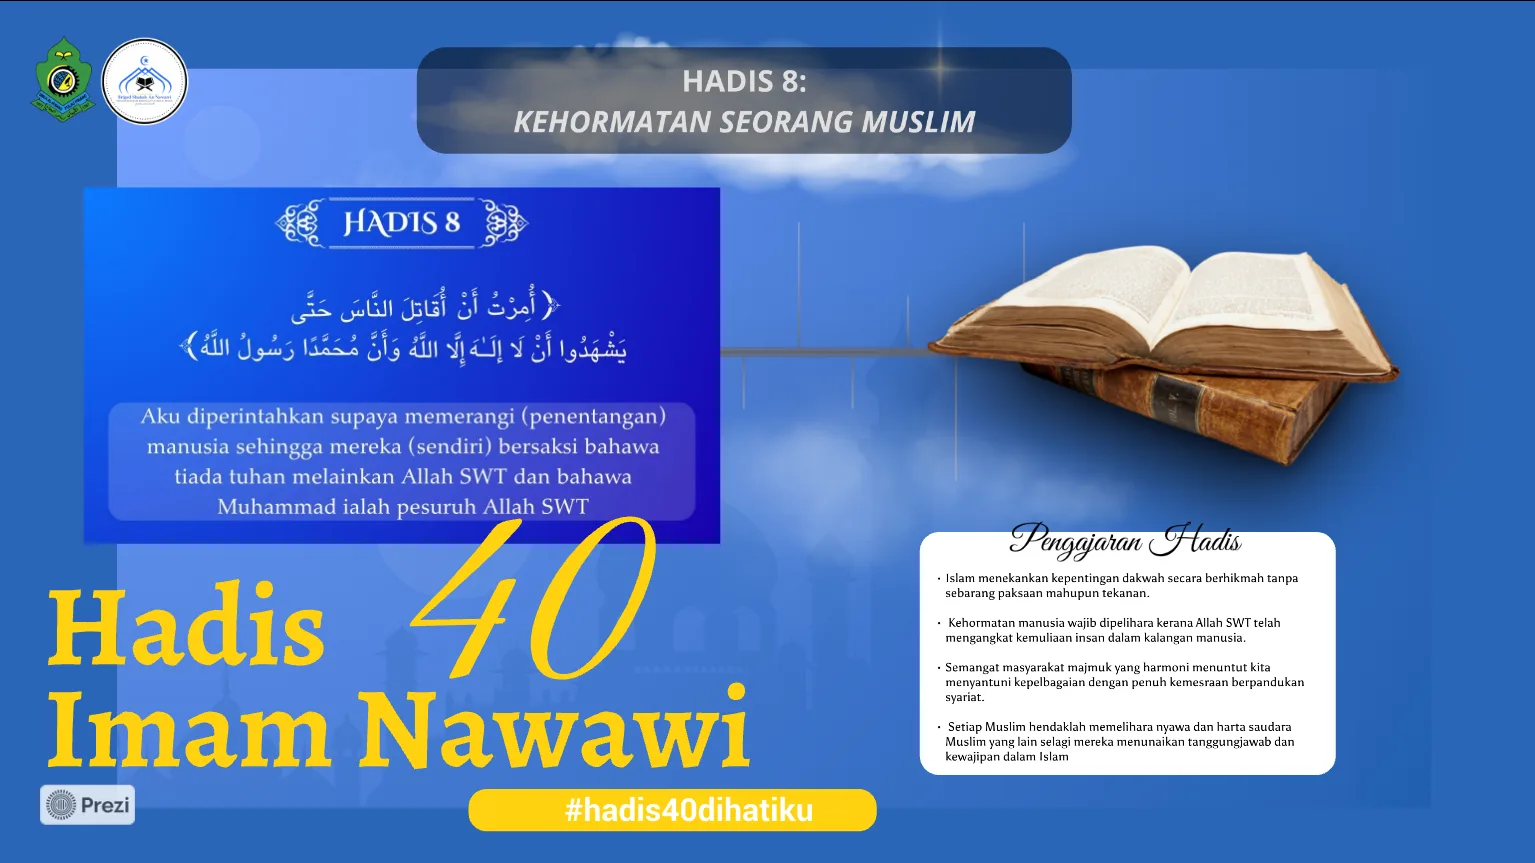 HADIS 8:
KEHORMATAN SEORANG MUSLIM
HADIS 8
﴿أُمِرْتُ أَنْ أُقَاتِلَ النَّاسَ حَتَّى
يَشْهَدُوا أَنْ لَا إِلَـٰهَ إِلَّا اللَّهُ وَأَنَّ مُحَمَّدًا رَسُولُ اللَّهُ﴾
Aku diperintahkan supaya memerangi (penentangan)
manusia sehingga mereka (sendiri) bersaksi bahawa
tiada tuhan melainkan Allah SWT dan bahawa
Muhammad ialah pesuruh Allah SWT
Hadis 40
Imam Nawawi
Prezi
#hadis40dihatiku
Pengajaran Hadis
• Islam menekankan kepentingan dakwah secara berhikmah tanpa
sebarang paksaan mahupun tekanan.
• Kehormatan manusia wajib dipelihara kerana Allah SWT telah
mengangkat kemuliaan insan dalam kalangan manusia.
• Semangat masyarakat majmuk yang harmoni menuntut kita
menyantuni kepelbagaian dengan penuh kemesraan berpandukan
syariat.
• Setiap Muslim hendaklah memelihara nyawa dan harta saudara
Muslim yang lain selagi mereka menunaikan tanggungjawab dan
kewajipan dalam Islam